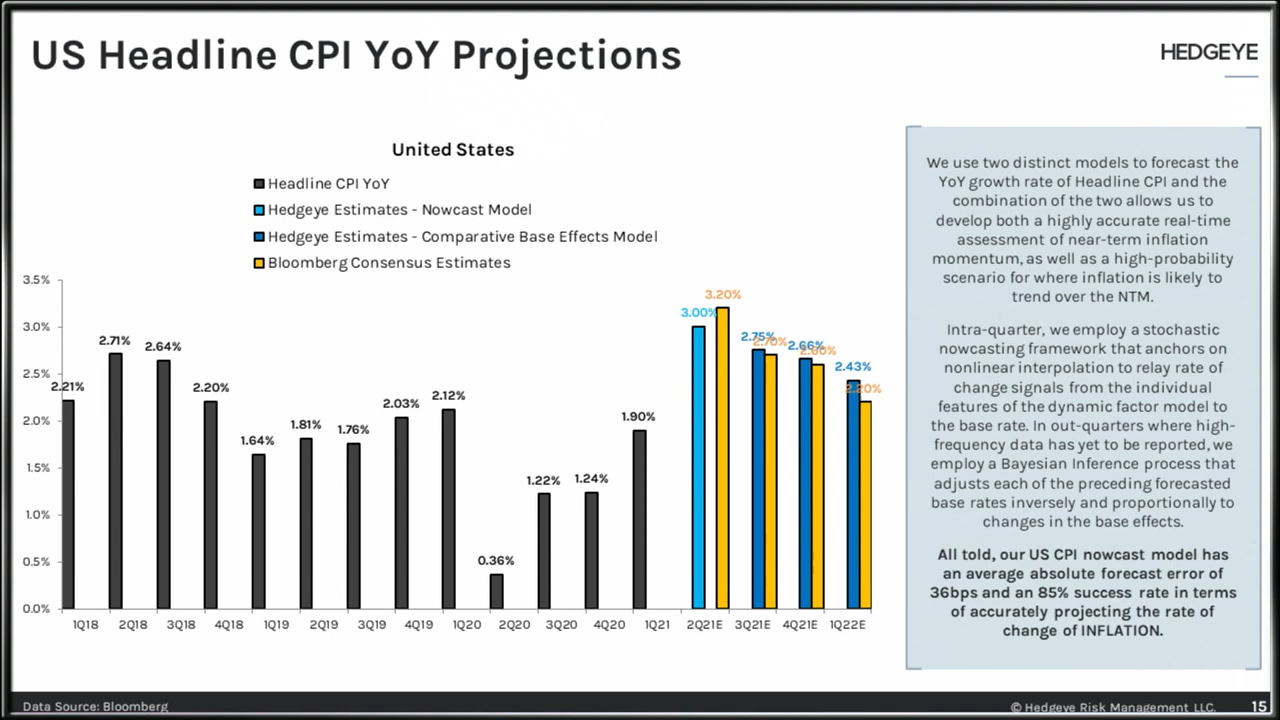 US Headline CPI YoY Projections
HEDGEYE
United States
Headline CPI YoY
Hedgeye Estimates - Nowcast Model
Hedgeye Estimates - Comparative Base Effects Model
Bloomberg Consensus Estimates
3.5%
3.0%
2.5%
2.0%
1.5%
1.0%
0.5%
0.0%
2.21%
2.71%
2.64%
2.20%
1.64%
1.81%
1.76%
2.03%
2.12%
0.36%
1.22%
1.24%
1.90%
3.00%
3.20%
2.75%
2.70%
2.66%
2.60%
2.43%
2.20%
1Q18 2Q18 3Q18 4Q18 1Q19 2Q19 3Q19 4Q19 1Q20 2Q20 3Q20 4Q20 1Q21 2Q21E 3Q21E 4Q21E 1Q22E
We use two distinct models to forecast the
YoY growth rate of Headline CPI and the
combination of the two allows us to
develop both a highly accurate real-time
assessment of near-term inflation
momentum, as well as a high-probability
scenario for where inflation is likely to
trend over the NTM.
Intra-quarter, we employ a stochastic
nowcasting framework that anchors on
nonlinear interpolation to relay rate of
change signals from the individual
features of the dynamic factor model to
the base rate. In out-quarters where high-
frequency data has yet to be reported, we
employ a Bayesian Inference process that
adjusts each of the preceding forecasted
base rates inversely and proportionally to
changes in the base effects.
All told, our US CPI nowcast model has
an average absolute forecast error of
36bps and an 85% success rate in terms
of accurately projecting the rate of
change of INFLATION.
Data Source: Bloomberg
© Hedgeye Risk Management LLC.
15